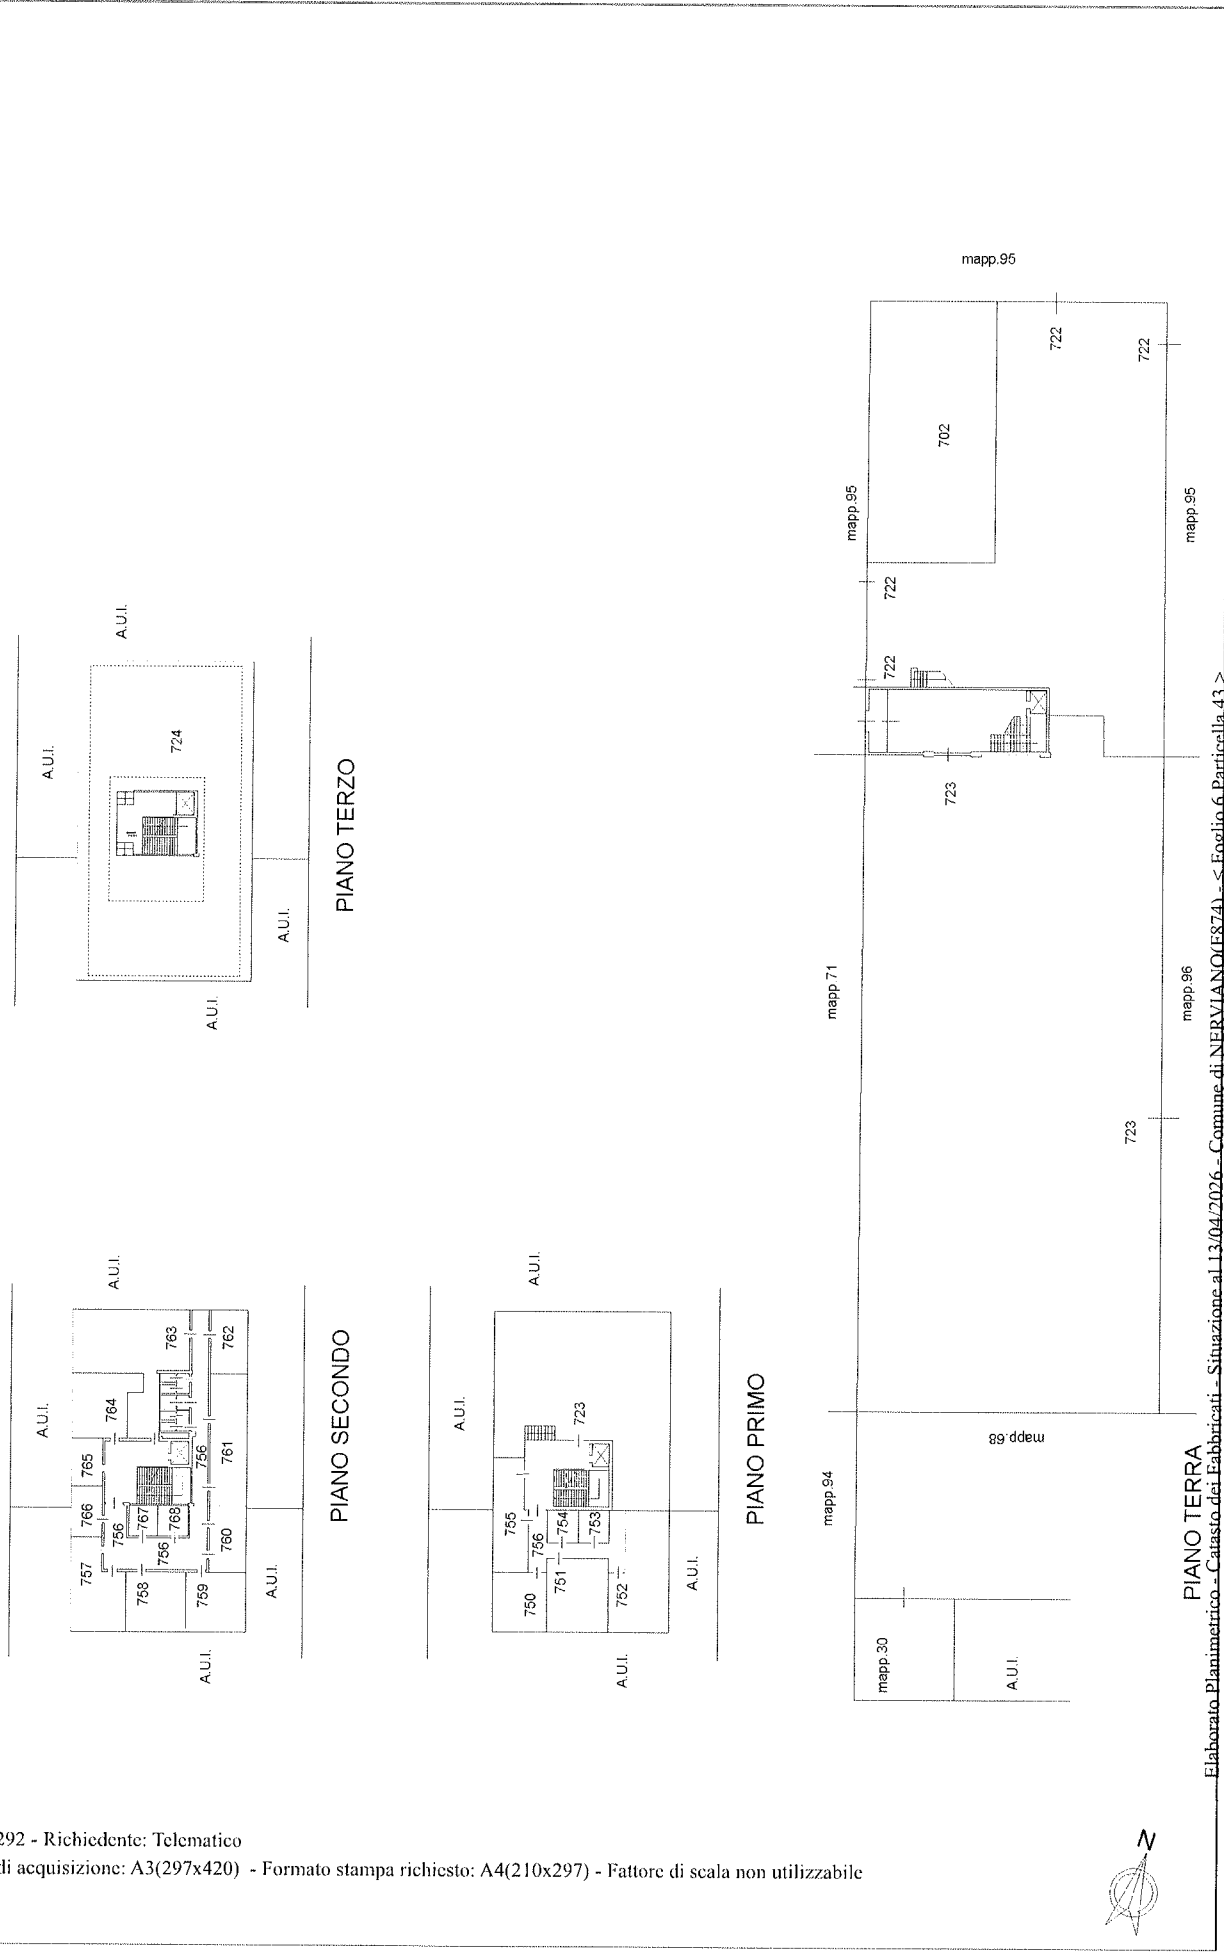 mapp.95
722
722
702
mapp.95
mapp.95
722
722
723
mapp.71
mapp.96
723
mapp.68
mapp.94
mapp.30
A.U.I.
PIANO TERRA
A.U.I.
A.U.I.
724
A.U.I.
A.U.I.
PIANO TERZO
A.U.I.
A.U.I.
763
762
764
765
756
761
766
756
767
768
756
760
757
758
759
A.U.I.
A.U.I.
PIANO SECONDO
A.U.I.
A.U.I.
723
755
756
754
753
750
751
752
A.U.I.
A.U.I.
PIANO PRIMO
292 - Richiedente: Telematico
di acquisizione: A3(297x420) - Formato stampa richiesto: A4(210x297) - Fattore di scala non utilizzabile
N
Elaborato Planimetrico - Catasto dei Fabbricati - Situazione al 13/04/2026 - Comune di NERVIANO(F874) - < Foglio 6 Particella 43 >